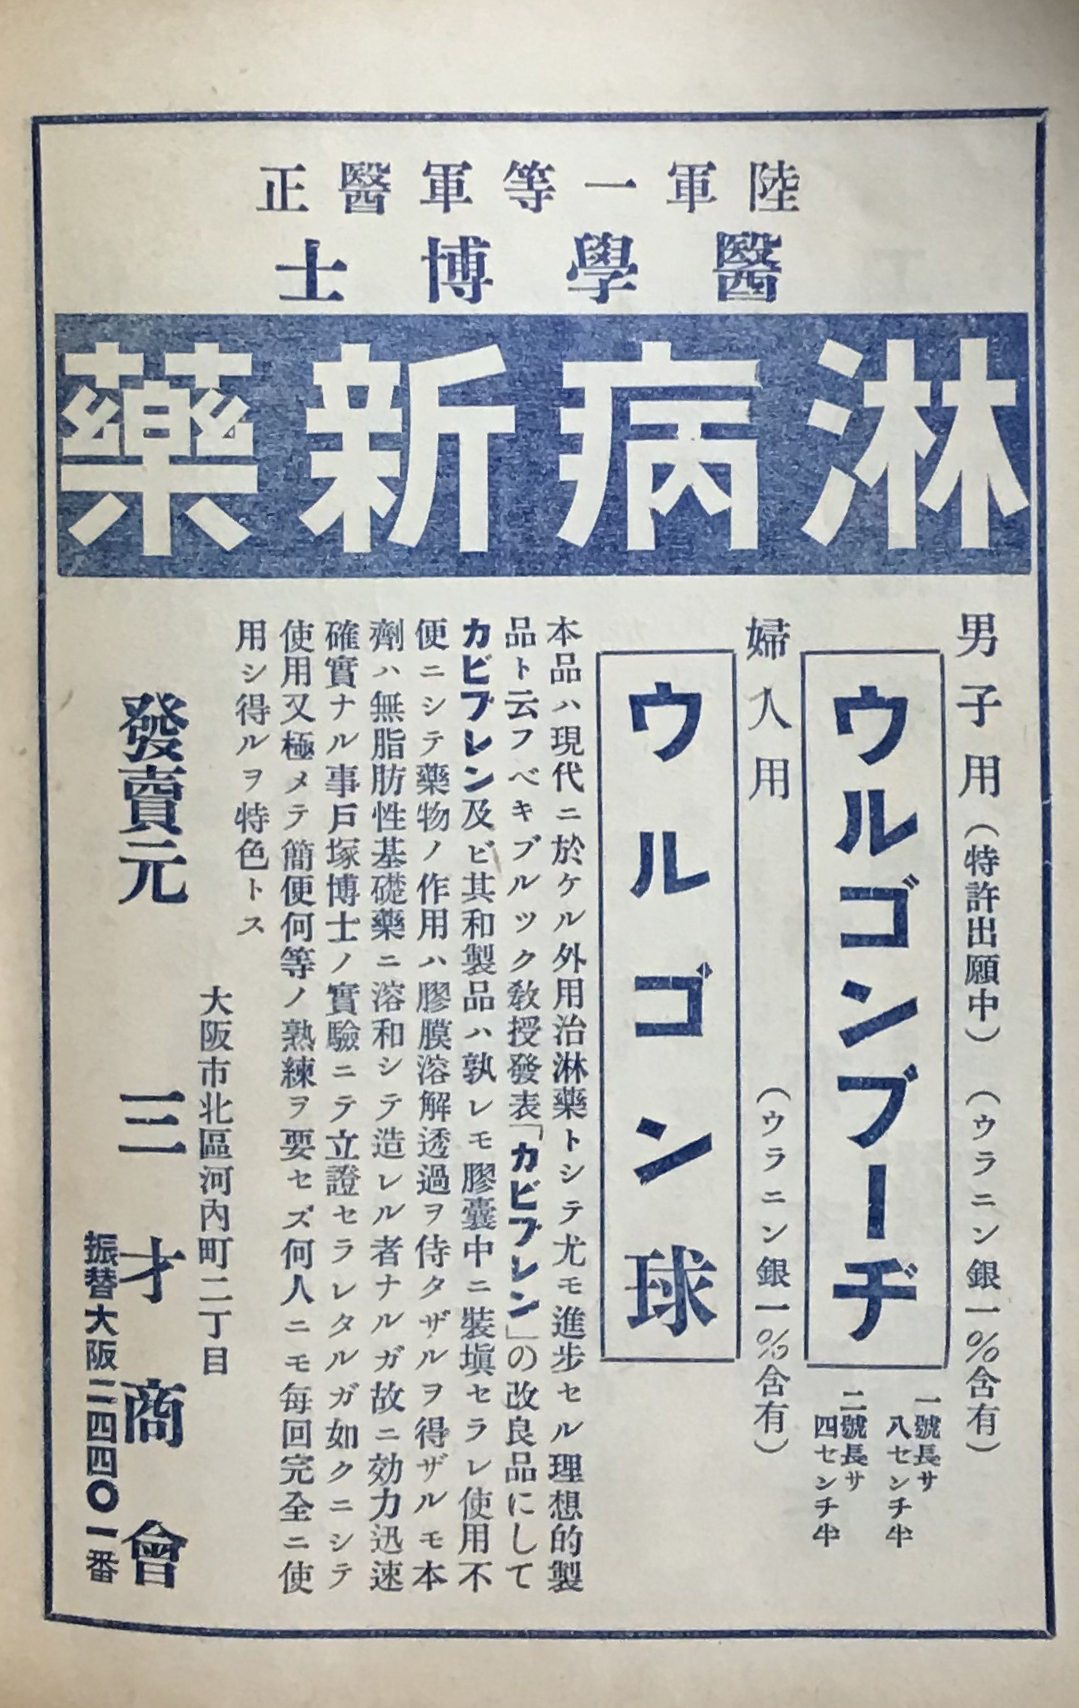 陸軍一等軍醫正
醫學博士
淋病新藥
男子用(特許出願中)(ウラニン銀一%含有)
ウルゴンブーヂ
一號長サ
八センチ半
二號長サ
四センチ半
婦人用(ウラニン銀一%含有)
ウルゴン球
本品ハ現代ニ於ケル外用治淋藥トシテ尤モ進步セル理想的製
品ト云フベキブルック敎授發表「カビブレン」の改良品にして
カビブレン及ビ其和製品ハ孰レモ膠囊中ニ裝塡セラレ使用不
便ニシテ藥物ノ作用ハ膠膜溶解透過ヲ侍タザルヲ得ザルモ本
劑ハ無脂肪性基礎藥ニ溶和シテ造レル者ナルガ故ニ効力迅速
確實ナル事戸塚博士ノ實驗ニテ立證セラレタルガ如クニシテ
使用又極メテ簡便何等ノ熟練ヲ要セズ何人ニモ每回完全ニ使
用シ得ルヲ特色トス
大阪市北區河內町二丁目
發賣元 三才商會
振替大阪二四四〇一番